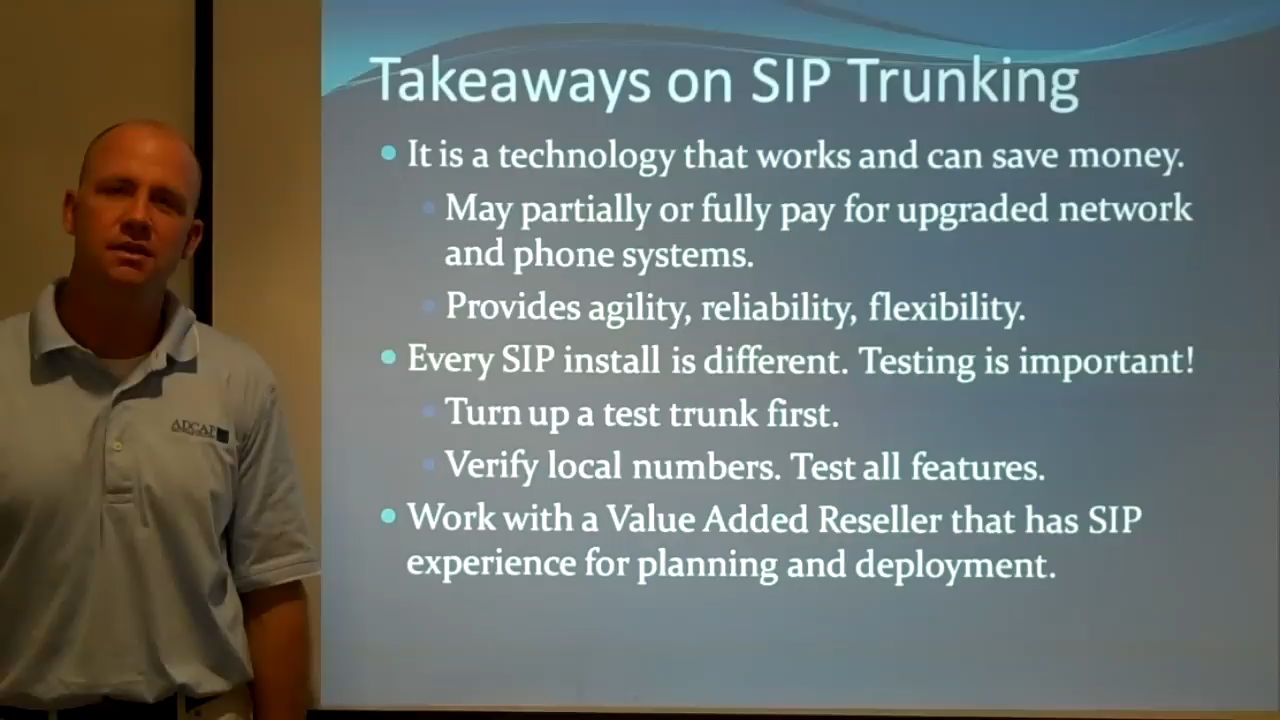 Takeaways on SIP Trunking
It is a technology that works and can save money.
May partially or fully pay for upgraded network
and phone systems.
Provides agility, reliability, flexibility.
Every SIP install is different. Testing is important!
Turn up a test trunk first.
Verify local numbers. Test all features.
Work with a Value Added Reseller that has SIP
experience for planning and deployment.
ADCAP